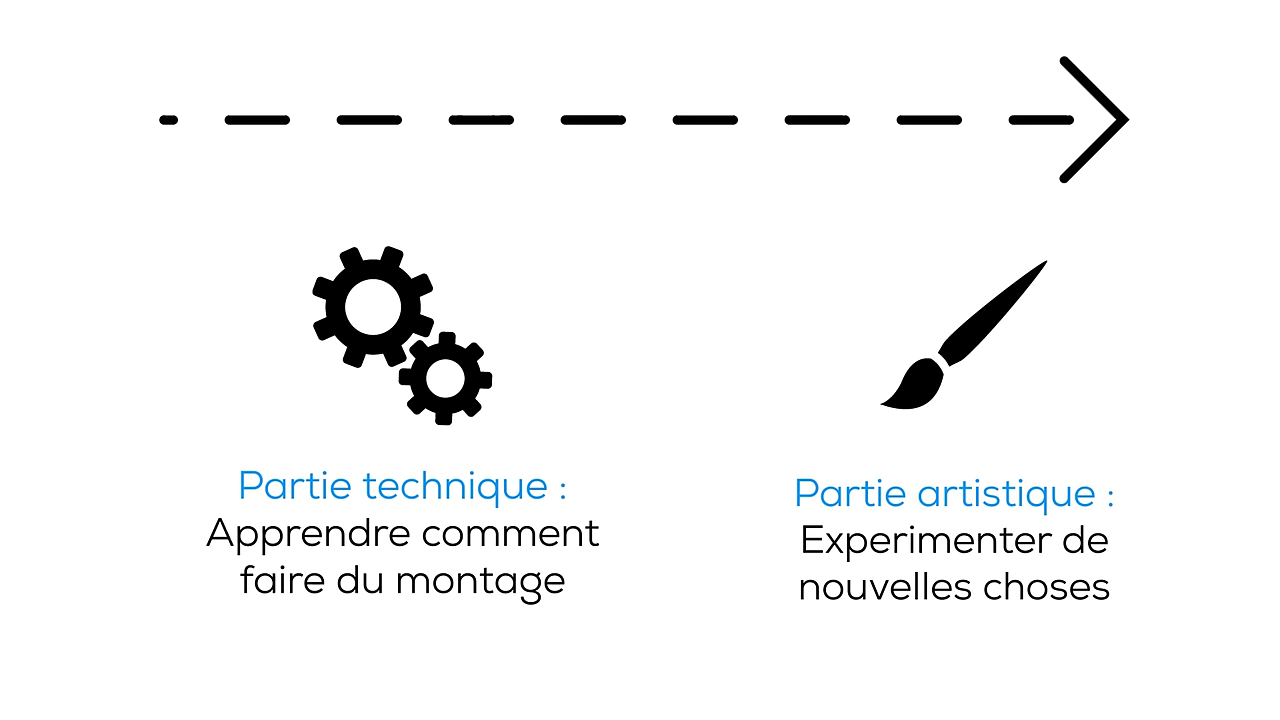 Partie technique :
Apprendre comment
faire du montage
Partie artistique :
Experimenter de
nouvelles choses